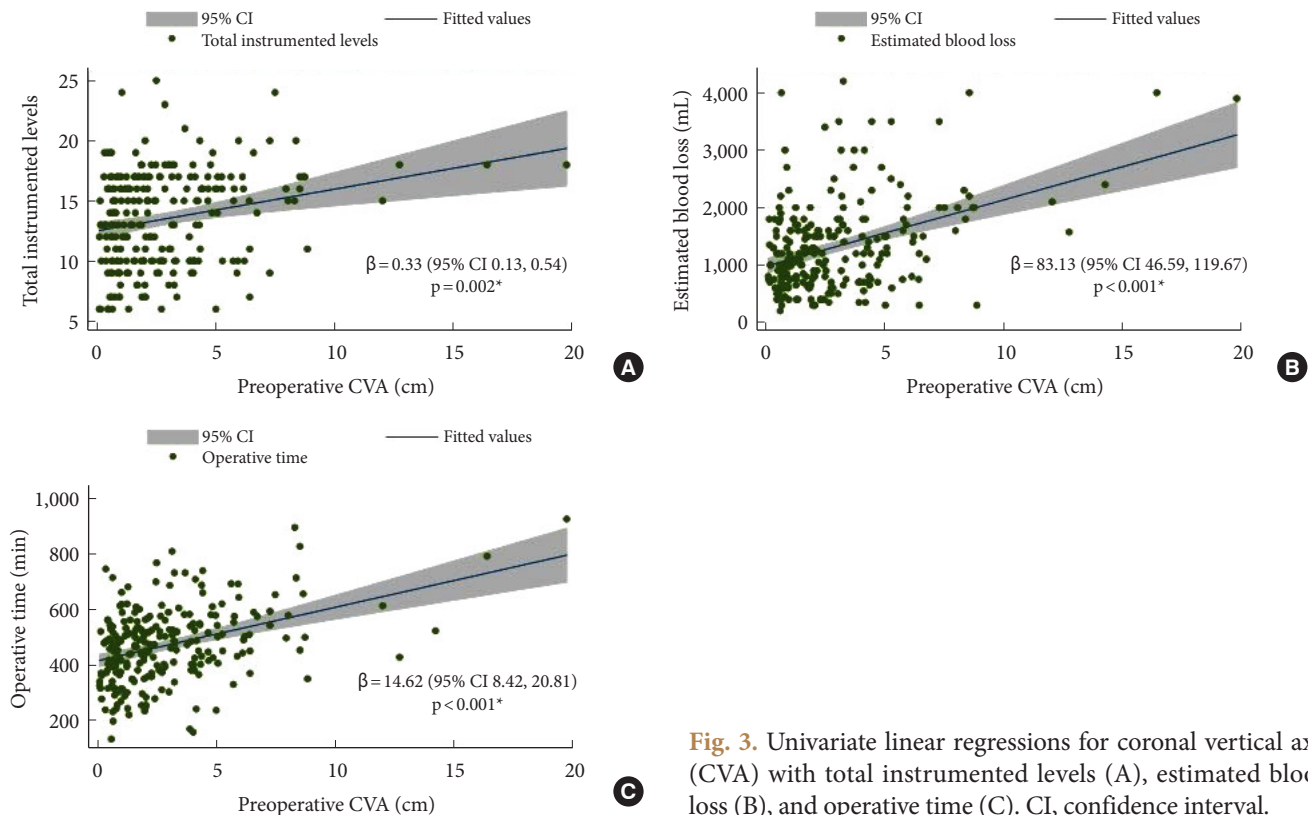 95% CI Fitted values
Total instrumented levels
Total instrumented levels
25
20
15
10
5
β=0.33 (95% CI 0.13, 0.54)
p=0.002*
0 5 10 15 20
Preoperative CVA (cm)
A
95% CI Fitted values
Estimated blood loss
Estimated blood loss (mL)
4,000
3,000
2,000
1,000
0
β=83.13 (95% CI 46.59, 119.67)
p<0.001*
0 5 10 15 20
Preoperative CVA (cm)
B
95% CI Fitted values
Operative time
Operative time (min)
1,000
800
600
400
200
β=14.62 (95% CI 8.42, 20.81)
p<0.001*
0 5 10 15 20
Preoperative CVA (cm)
C
Fig. 3. Univariate linear regressions for coronal vertical
(CVA) with total instrumented levels (A), estimated
loss (B), and operative time (C). CI, confidence interval.